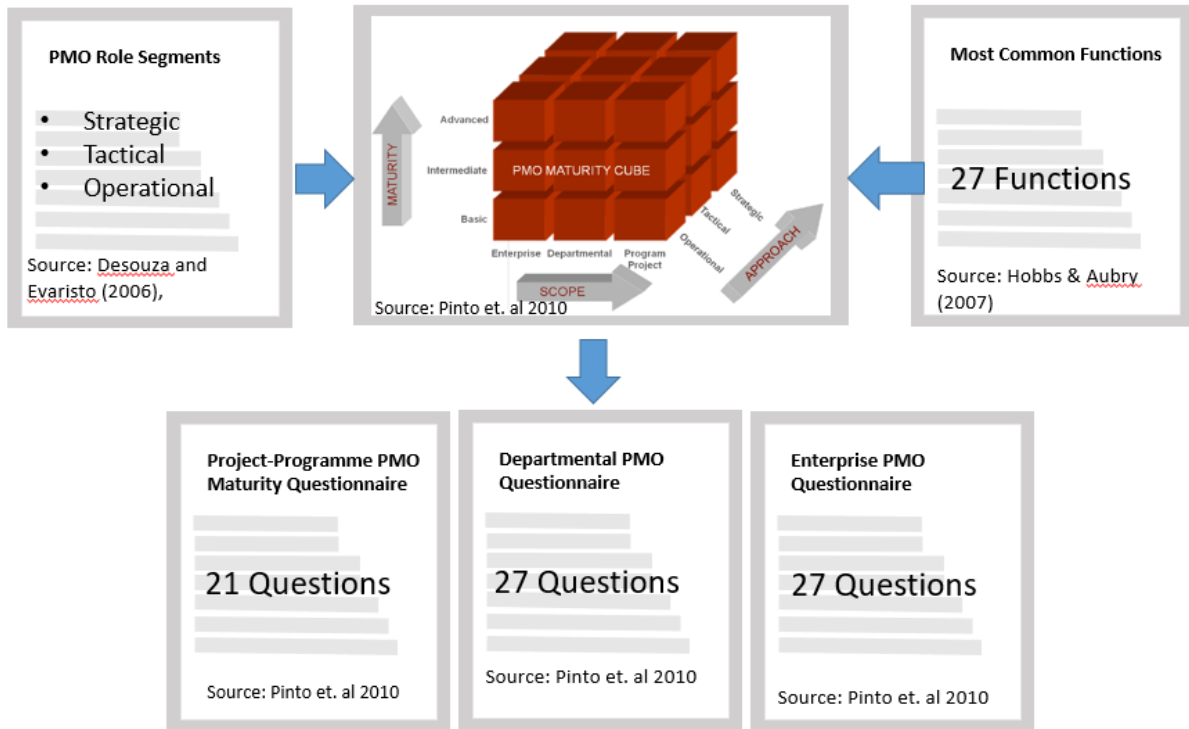 PMO Role Segments
• Strategic
• Tactical
• Operational
Source: Desouza and
Evaristo (2006),
MATURITY
Advanced
Intermediate
Basic
PMO MATURITY CUBE
Enterprise
Departmental
Program
Project
SCOPE
Operational
Tactical
Strategic
APPROACH
Source: Pinto et. al 2010
Most Common Functions
27 Functions
Source: Hobbs & Aubry
(2007)
Project-Programme PMO
Maturity Questionnaire
21 Questions
Source: Pinto et. al 2010
Departmental PMO
Questionnaire
27 Questions
Source: Pinto et. al 2010
Enterprise PMO
Questionnaire
27 Questions
Source: Pinto et. al 2010